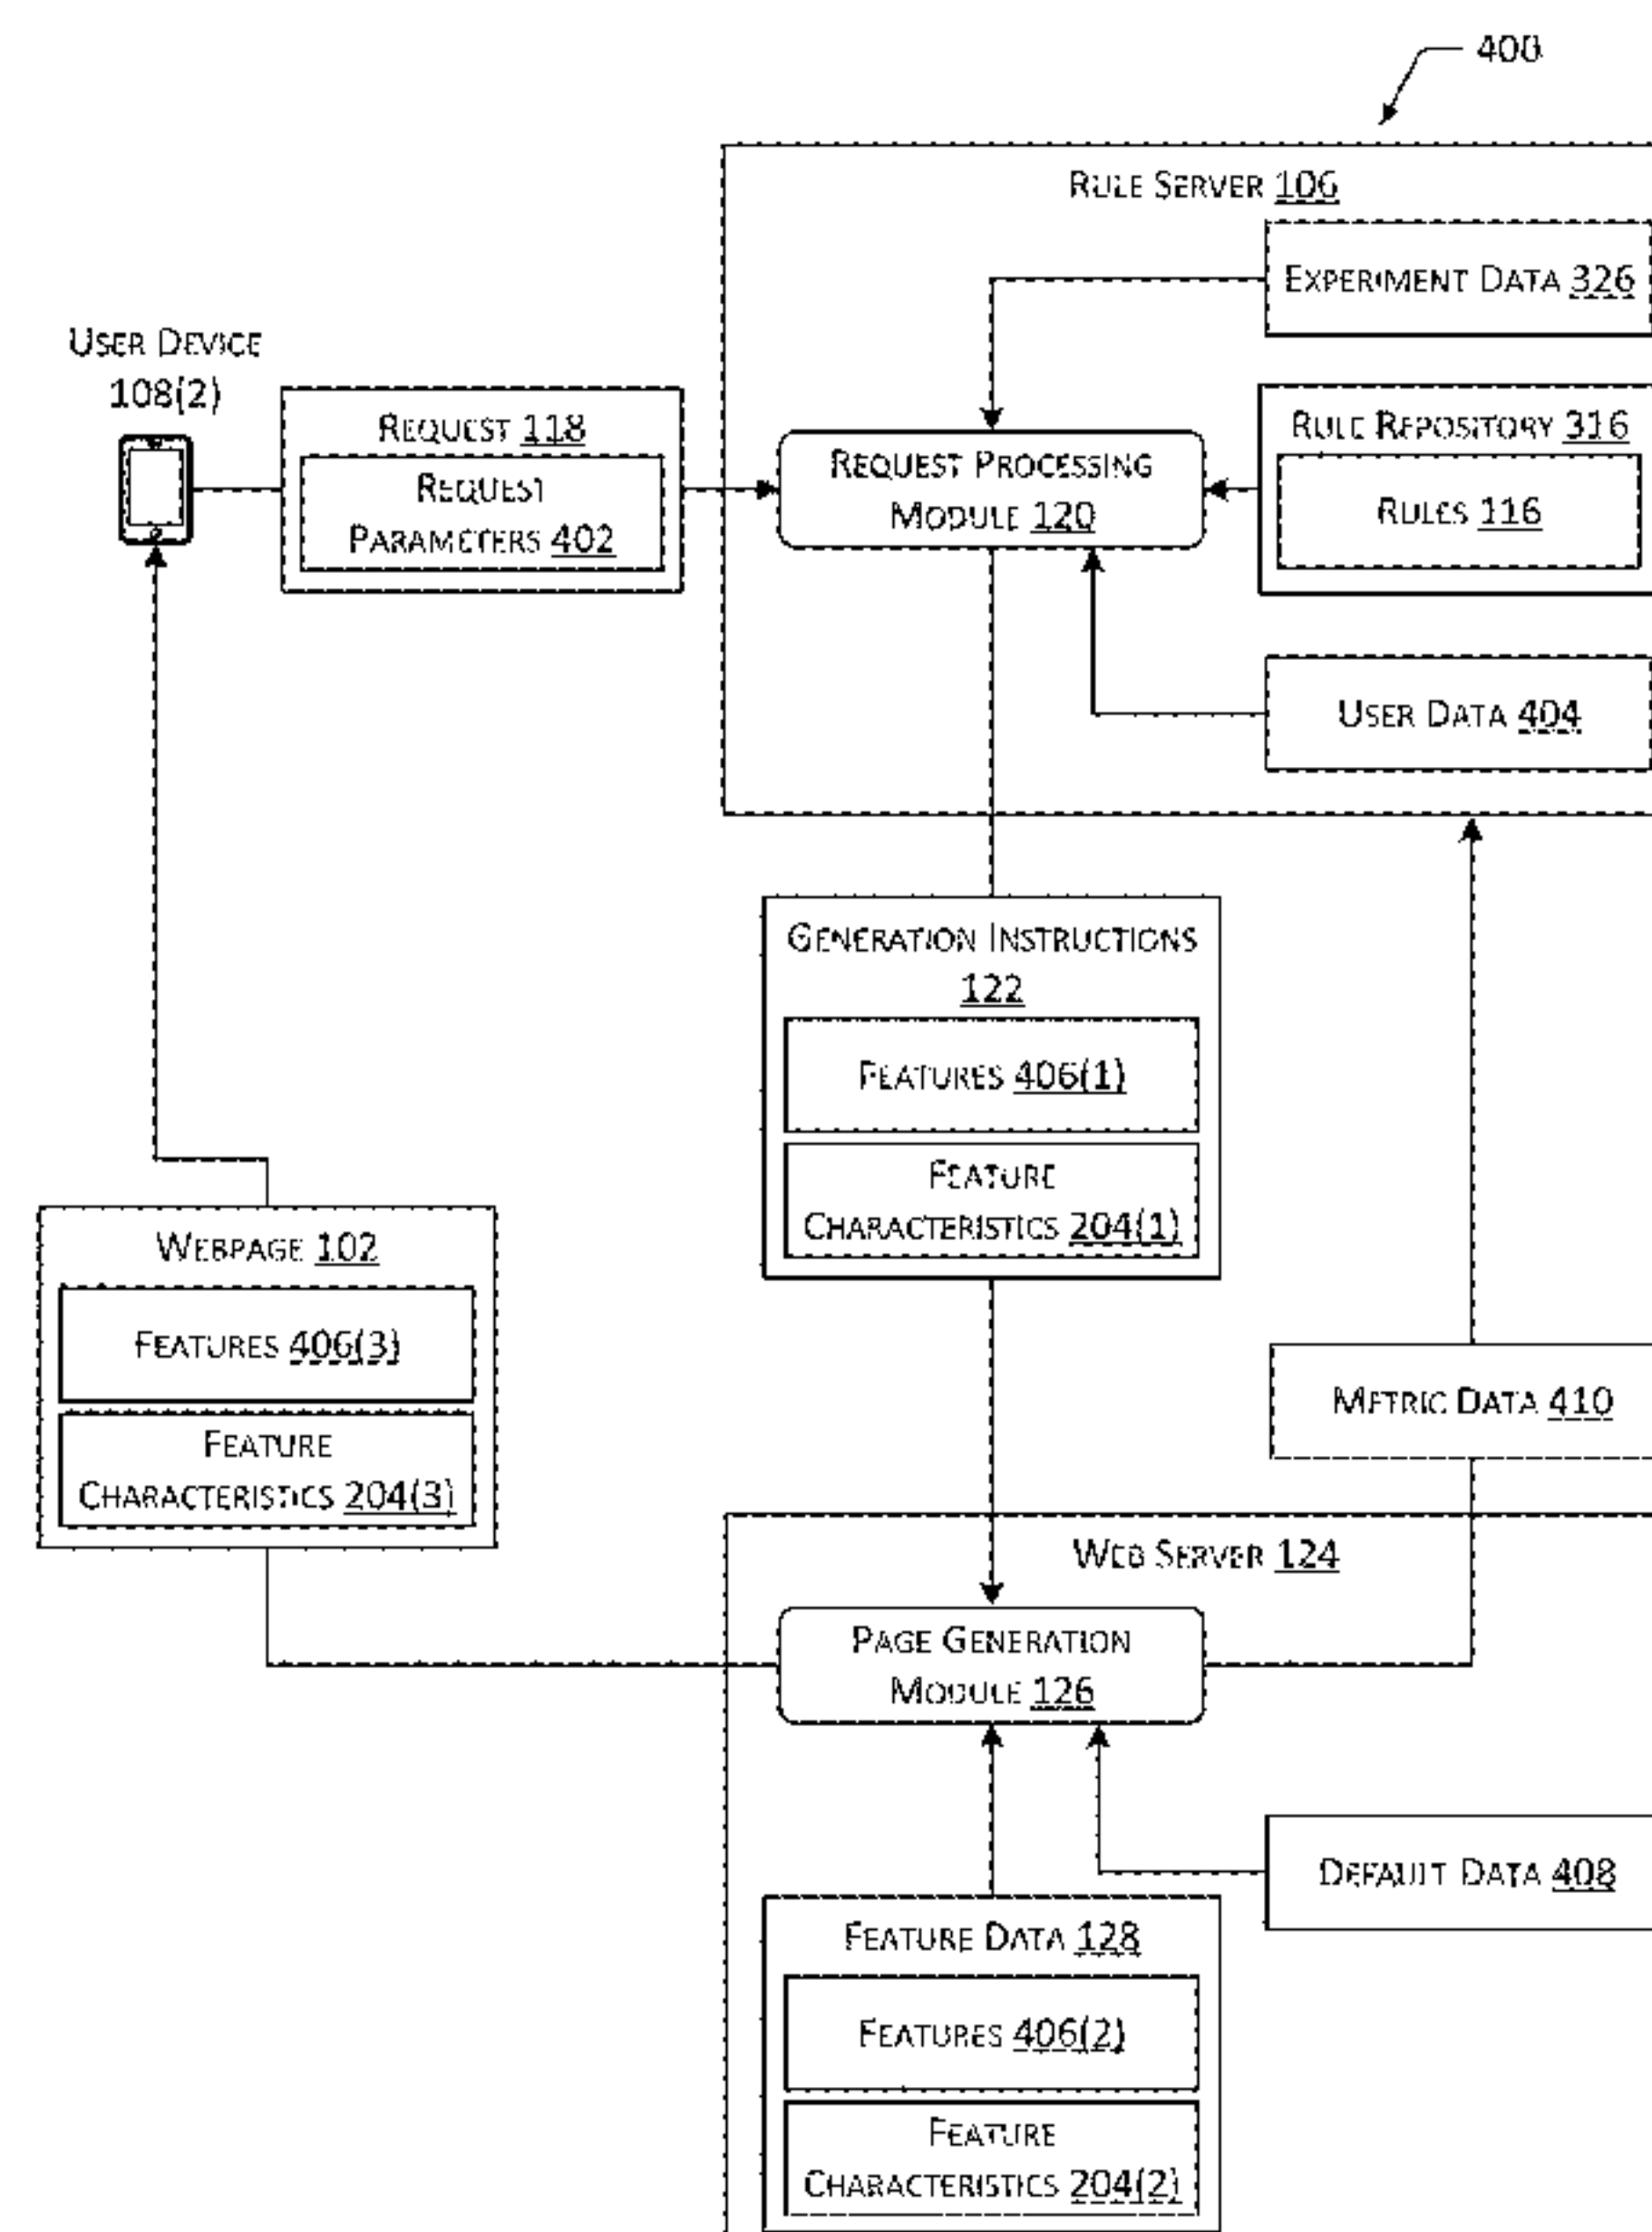 400
RULE SERVER 106
EXPERIMENT DATA 326
USER DEVICE
108(2)
REQUEST 118
REQUEST
PARAMETERS 402
REQUEST PROCESSING
MODULE 120
RULE REPOSITORY 316
RULES 116
USER DATA 404
GENERATION INSTRUCTIONS
122
FEATURES 406(1)
FEATURE
CHARACTERISTICS 204(1)
WEBPAGE 102
FEATURES 406(3)
FEATURE
CHARACTERISTICS 204(3)
METRIC DATA 410
WEB SERVER 124
PAGE GENERATION
MODULE 126
DEFAULT DATA 408
FEATURE DATA 128
FEATURES 406(2)
FEATURE
CHARACTERISTICS 204(2)